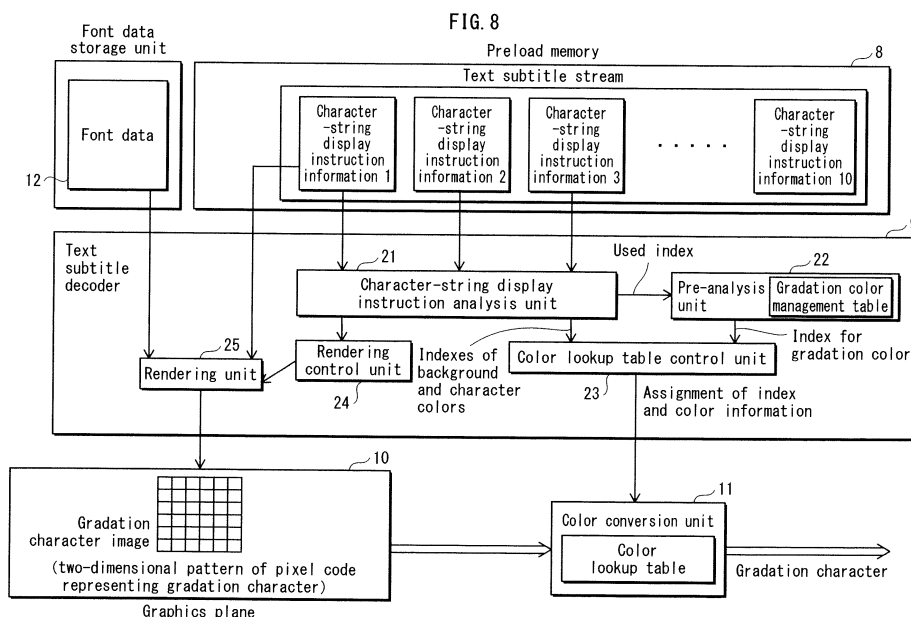 FIG. 8
Font data
storage unit
Font data
12
Preload memory
8
Text subtitle stream
Character
-string
display
instruction
information 1
Character
-string
display
instruction
information 2
Character
-string
display
instruction
information 3
. . . . .
Character
-string
display
instruction
information 10
Text
subtitle
decoder
21
Character-string display
instruction analysis unit
Used index
22
Pre-analysis
unit
Gradation color
management table
Index for
gradation color
Indexes of
background
and character
colors
Color lookup table control unit
23
Rendering
control unit
24
25
Rendering unit
Assignment of index
and color information
10
Gradation
character image
(two-dimensional pattern of pixel code
representing gradation character)
Graphics plane
11
Color conversion unit
Color
lookup table
Gradation character